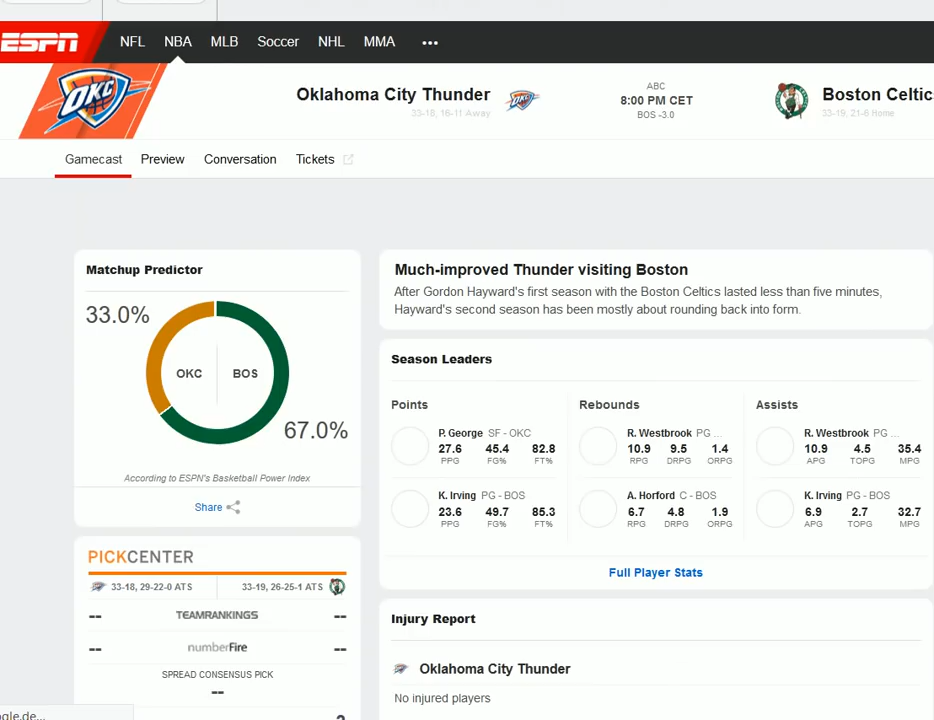 ESPN NFL NBA MLB Soccer NHL MMA •••
OKC
Oklahoma City Thunder
33-18, 16-11 Away
OKC
ABC
8:00 PM CET
BOS -3.0
Boston Celtic
33-19, 21-6 Home
Gamecast Preview Conversation Tickets
Matchup Predictor
33.0%
OKC BOS
67.0%
According to ESPN's Basketball Power Index
Share
PICKCENTER
33-18, 29-22-0 ATS 33-19, 26-25-1 ATS
-- TEAMRANKINGS --
-- numberFire --
SPREAD CONSENSUS PICK
--
Much-improved Thunder visiting Boston
After Gordon Hayward's first season with the Boston Celtics lasted less than five minutes,
Hayward's second season has been mostly about rounding back into form.
Season Leaders
Points
P. George SF - OKC
27.6 45.4 82.8
PPG FG% FT%
K. Irving PG - BOS
23.6 49.7 85.3
PPG FG% FT%
Rebounds
R. Westbrook PG ...
10.9 9.5 1.4
RPG DRPG ORPG
A. Horford C - BOS
6.7 4.8 1.9
RPG DRPG ORPG
Assists
R. Westbrook PG ...
10.9 4.5 35.4
APG TOPG MPG
K. Irving PG - BOS
6.9 2.7 32.7
APG TOPG MPG
Full Player Stats
Injury Report
Oklahoma City Thunder
No injured players
gle.de...